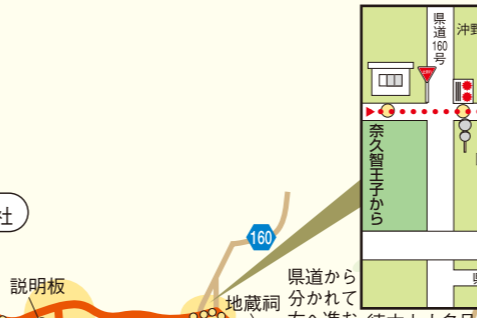 県道160号
沖野
奈久智王子から
社
160
説明板
地蔵祠
県道から
分かれて